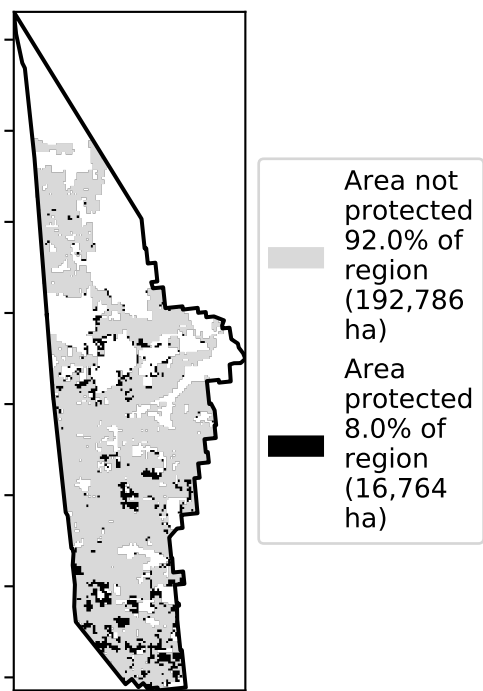 Area not
protected
92.0% of
region
(192,786
ha)
Area
protected
8.0% of
region
(16,764
ha)